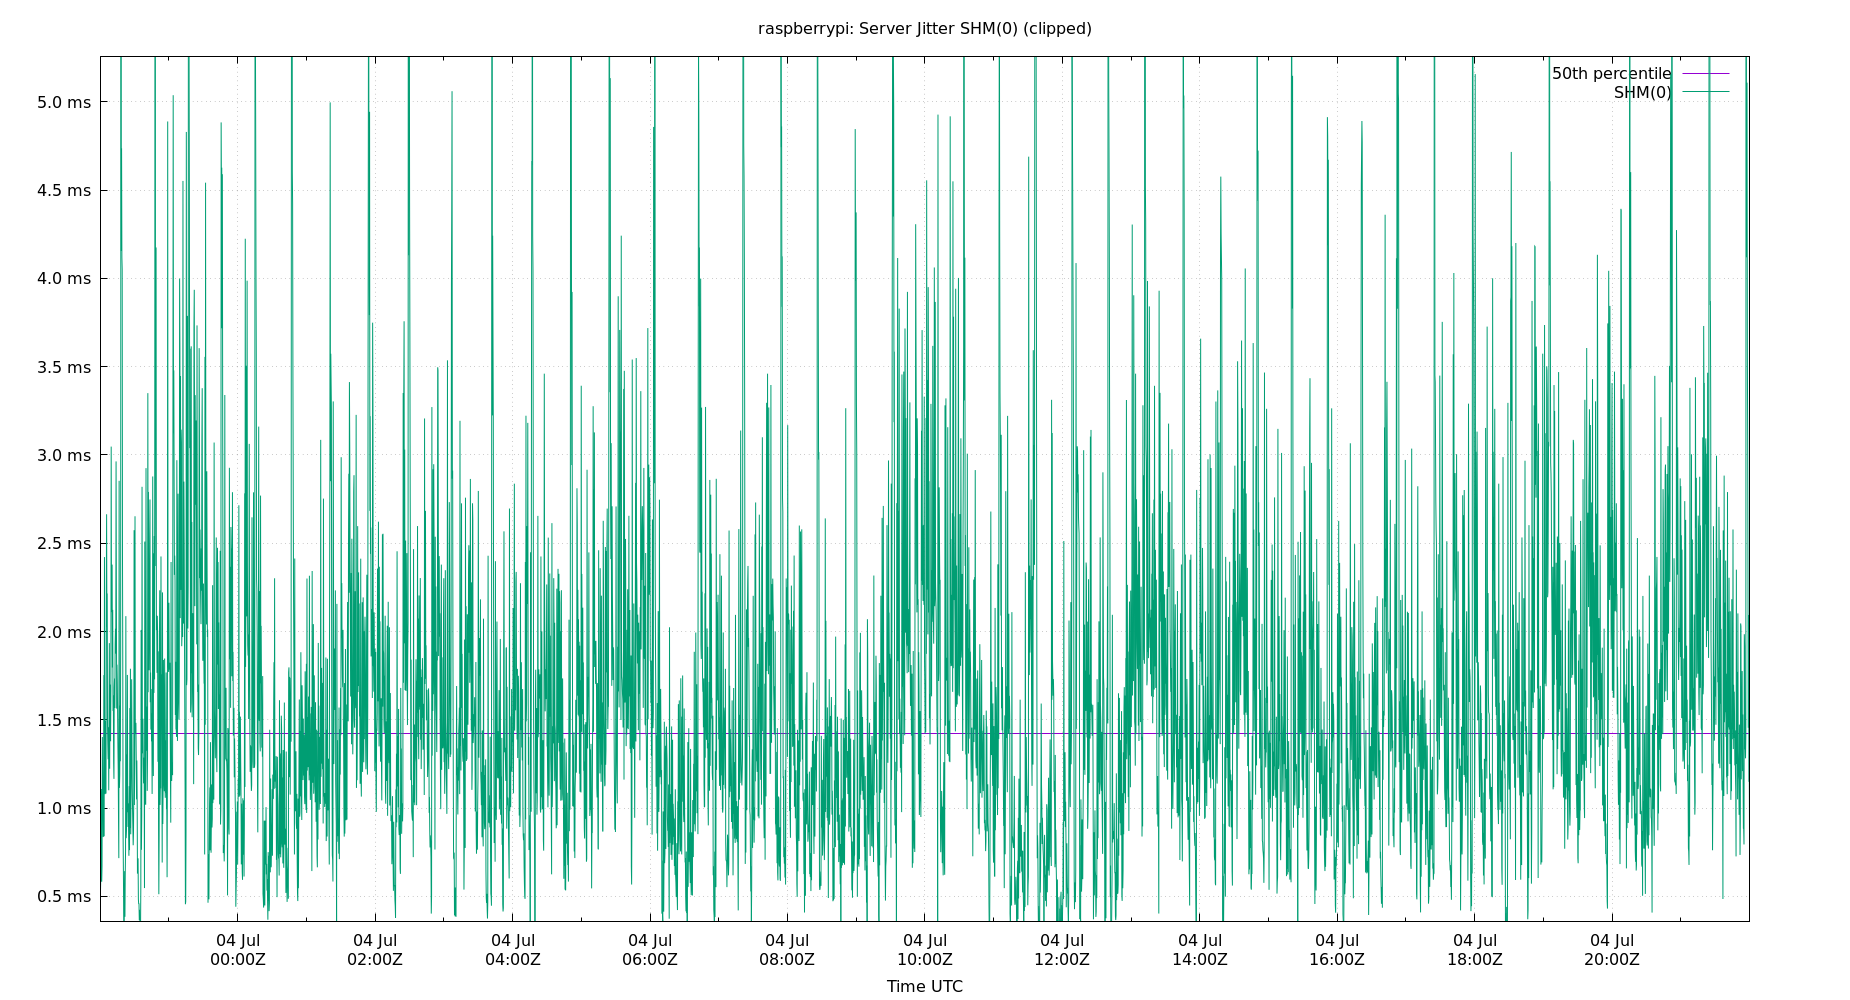 raspberrypi: Server Jitter SHM(0) (clipped)
50th percentile
SHM(0)
5.0 ms
4.5 ms
4.0 ms
3.5 ms
3.0 ms
2.5 ms
2.0 ms
1.5 ms
1.0 ms
0.5 ms
04 Jul 04 Jul 04 Jul 04 Jul 04 Jul 04 Jul 04 Jul 04 Jul 04 Jul 04 Jul 04 Jul
00:00Z 02:00Z 04:00Z 06:00Z 08:00Z 10:00Z 12:00Z 14:00Z 16:00Z 18:00Z 20:00Z
Time UTC